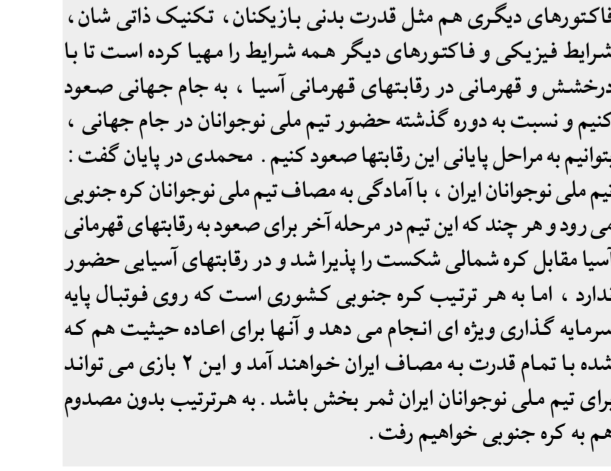 فاکتورهای دیگری هم مثل قدرت بدنی بازیکنان ، تکنیک ذاتی شان ،
شرایط فیزیکی و فاکتورهای دیگر همه شرایط را مهیا کرده است تا با
درخشش و قهرمانی در رقابتهای قهرمانی آسیا ، به جام جهانی صعود
کنیم و نسبت به دوره گذشته حضور تیم ملی نوجوانان در جام جهانی ،
بتوانیم به مراحل پایانی این رقابتها صعود کنیم . محمدی در پایان گفت :
تیم ملی نوجوانان ایران ، با آمادگی به مصاف تیم ملی نوجوانان کره جنوبی
می رود و هر چند که این تیم در مرحله آخر برای صعود به رقابتهای قهرمانی
آسیا مقابل کره شمالی شکست را پذیرا شد و در رقابتهای آسیایی حضور
ندارد ، اما به هر ترتیب کره جنوبی کشوری است که روی فوتبال پایه
سرمایه گذاری ویژه ای انجام می دهد و آنها برای اعاده حیثیت هم که
شده با تمام قدرت به مصاف ایران خواهند آمد و این ۲ بازی می تواند
برای تیم ملی نوجوانان ایران ثمر بخش باشد . به هرترتیب بدون مصدوم
هم به کره جنوبی خواهیم رفت .